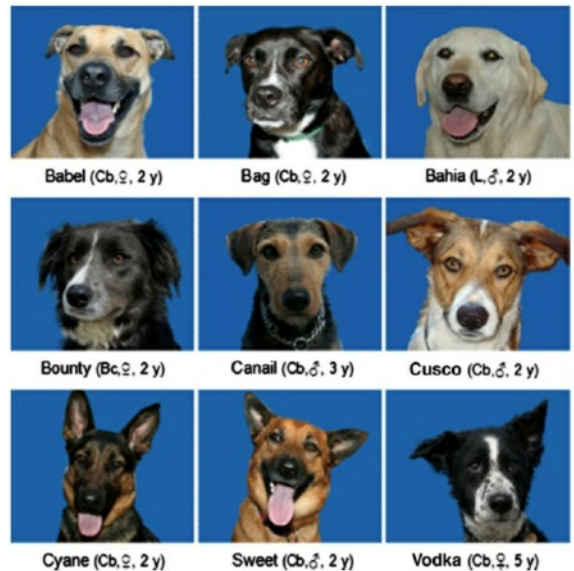 Babel (Cb,♀, 2 y)
Bag (Cb,♀, 2 y)
Bahia (L,♂, 2 y)
Bounty (Bc,♀, 2 y)
Canail (Cb,♂, 3 y)
Cusco (Cb,♂, 2 y)
Cyane (Cb,♀, 2 y)
Sweet (Cb,♂, 2 y)
Vodka (Cb,♀, 5 y)